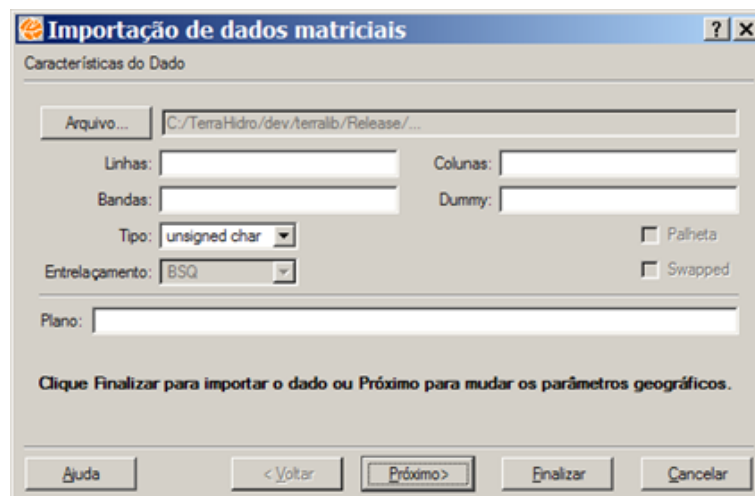 Importação de dados matriciais
Características do Dado
Arquivo... C:/TerraHidro/dev/terralib/Release/...
Linhas: Colunas:
Bandas: Dummy:
Tipo: unsigned char Palheta
Entrelaçamento: BSQ Swapped
Plano:
Clique Finalizar para importar o dado ou Próximo para mudar os parâmetros geográficos.
Ajuda < Voltar Próximo> Finalizar Cancelar